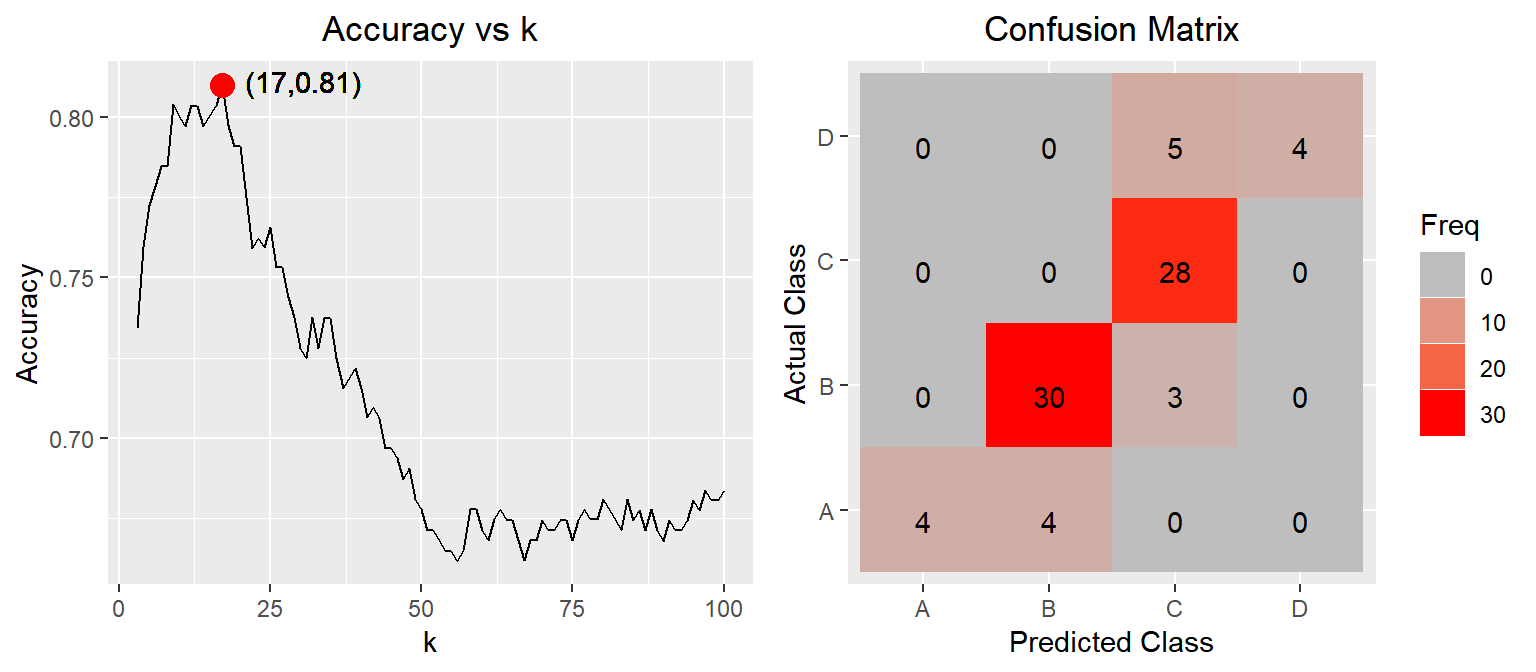 Accuracy vs k
(17,0.81)
0.80
0.75
0.70
Accuracy
0 25 50 75 100
k
Confusion Matrix
D 0 0 5 4
C 0 0 28 0
B 0 30 3 0
A 4 4 0 0
Actual Class
A B C D
Predicted Class
Freq
0
10
20
30